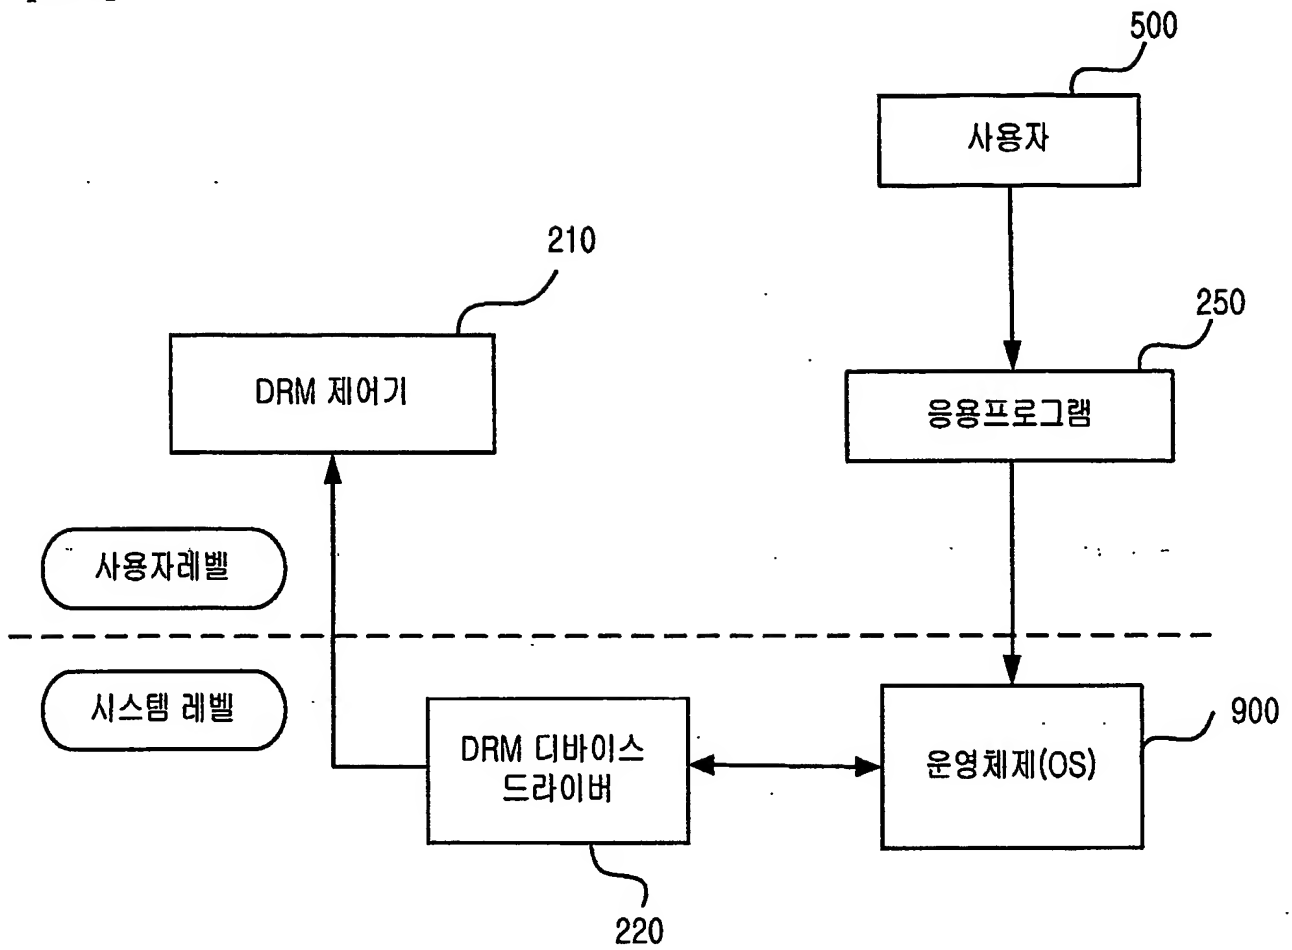 500
사용자
210
DRM 제어기
250
응용프로그램
사용자레벨
시스템 레벨
DRM 디바이스
드라이버
220
운영체제(OS)
900